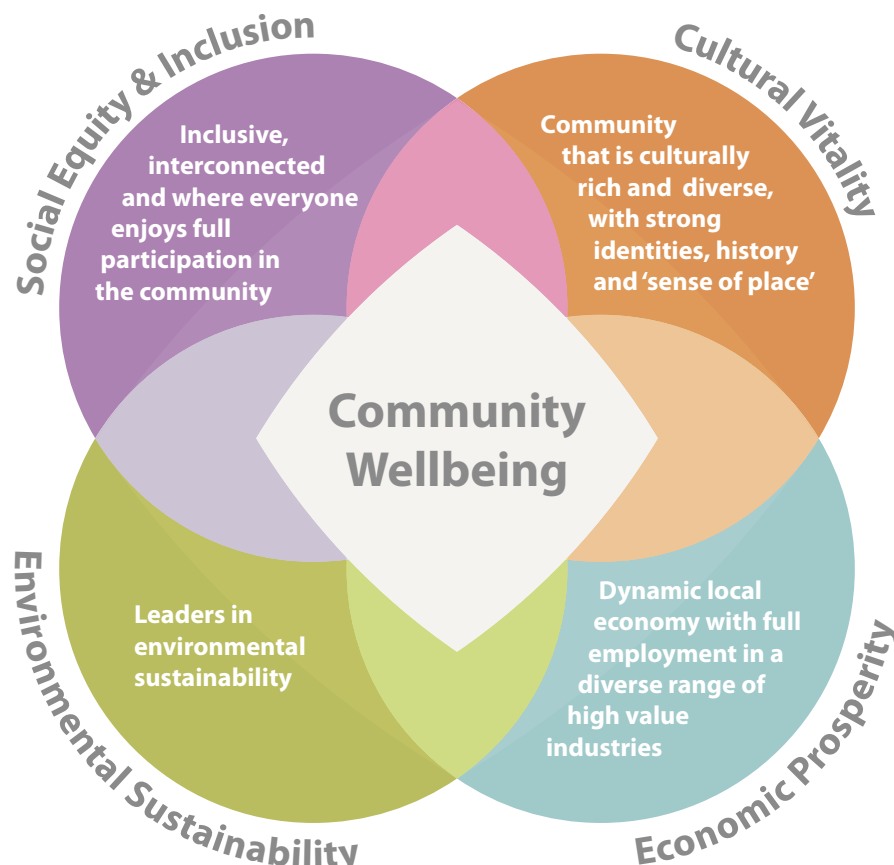 Social Equity & Inclusion
Inclusive,
interconnected
and where everyone
enjoys full
participation in
the community
Cultural Vitality
Community
that is culturally
rich and diverse,
with strong
identities, history
and ‘sense of place’
Community
Wellbeing
Environmental Sustainability
Leaders in
environmental
sustainability
Economic Prosperity
Dynamic local
economy with full
employment in a
diverse range of
high value
industries